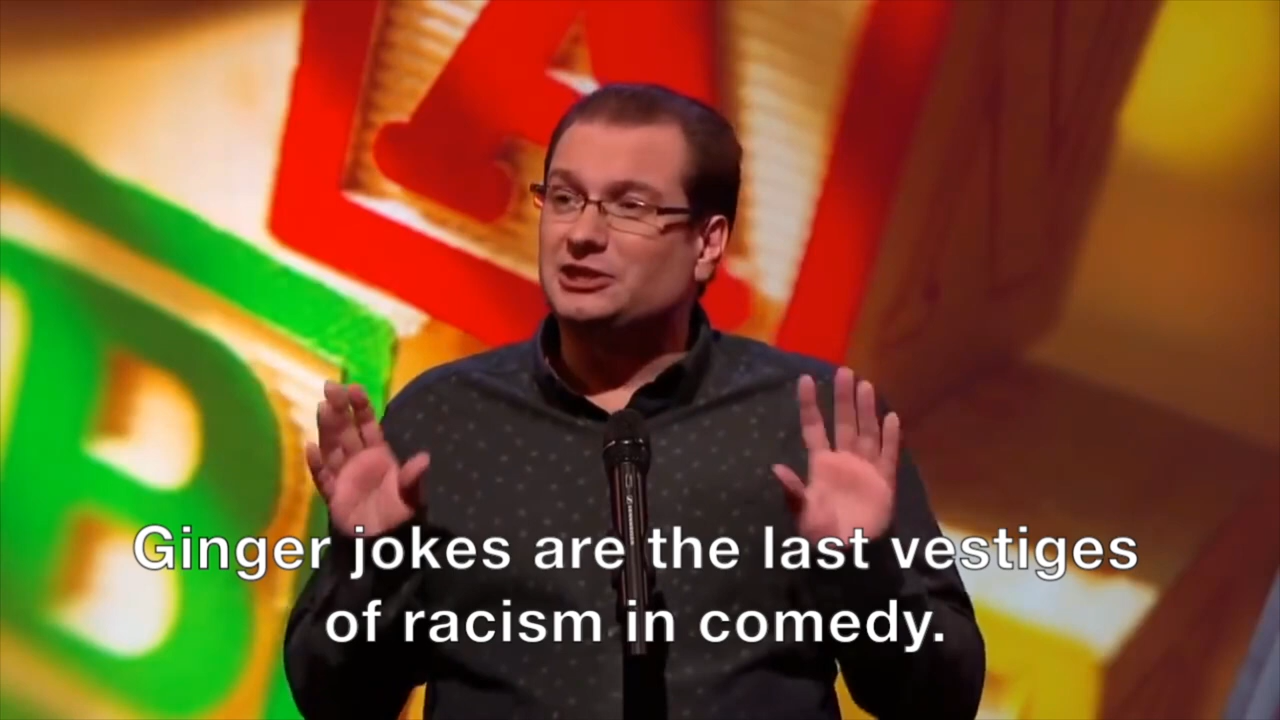 A
B
Ginger jokes are the last vestiges
of racism in comedy.